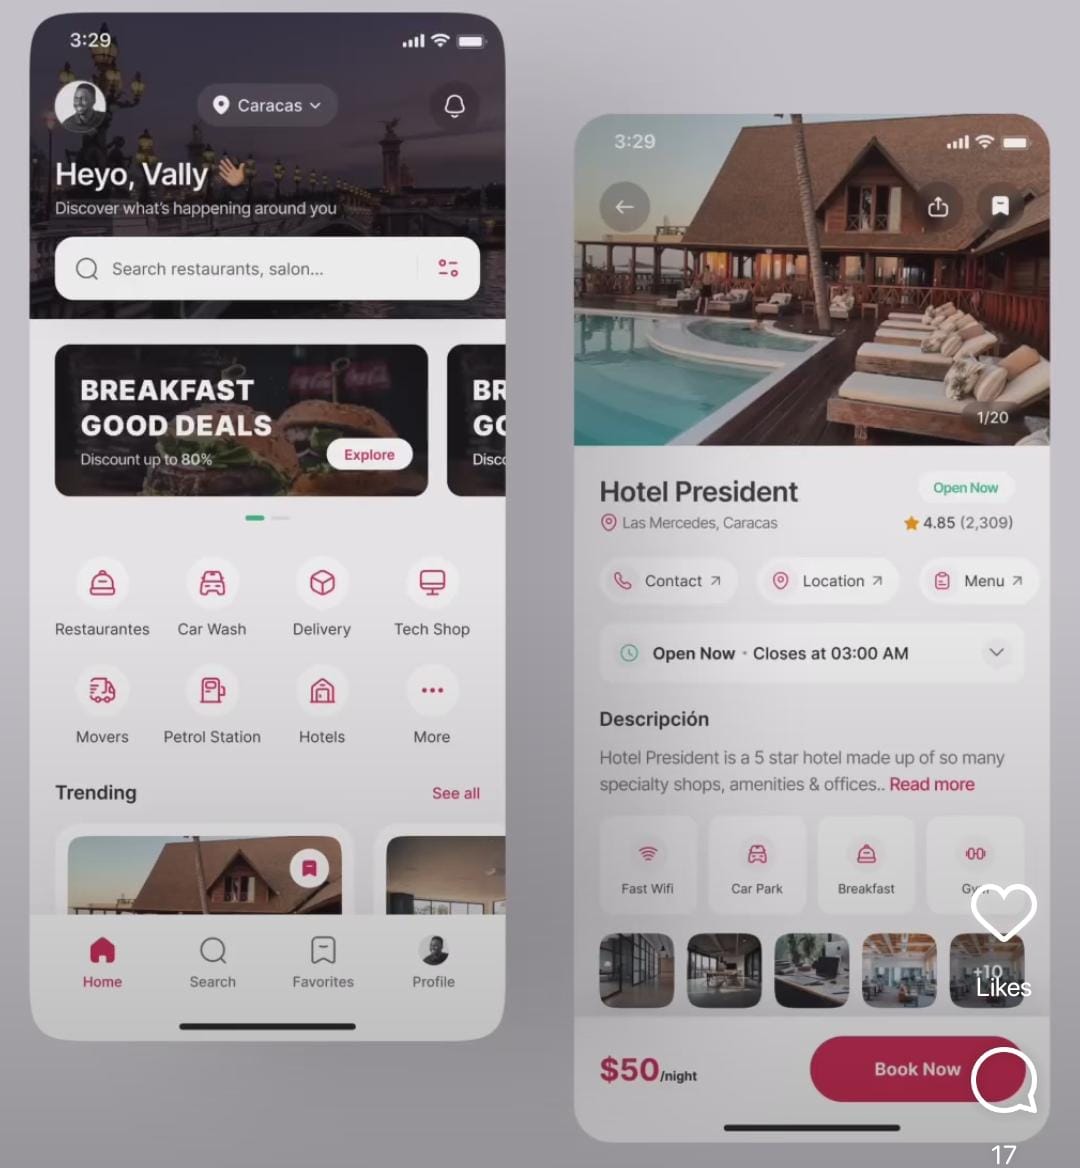 3:29
Caracas
Heyo, Vally 👋🏽
Discover what's happening around you
Search restaurants, salon...
BREAKFAST
GOOD DEALS
Discount up to 80%
Explore
BR
GO
Disc
Restaurantes
Car Wash
Delivery
Tech Shop
Movers
Petrol Station
Hotels
More
Trending
See all
Home
Search
Favorites
Profile
3:29
1/20
Hotel President
Open Now
Las Mercedes, Caracas
4.85 (2,309)
Contact
Location
Menu
Open Now • Closes at 03:00 AM
Descripción
Hotel President is a 5 star hotel made up of so many
specialty shops, amenities & offices.. Read more
Fast Wifi
Car Park
Breakfast
Gym
+10
Likes
$50/night
Book Now
17